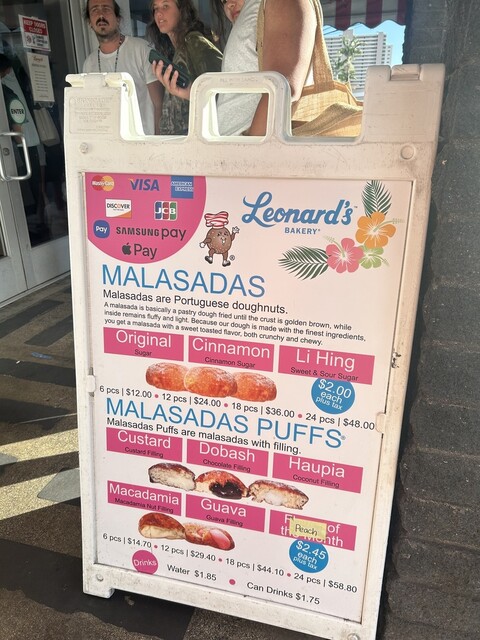 KEEP DOORS CLOSED
ENTER
MasterCard
VISA
AMERICAN EXPRESS
DISCOVER
JCB
Pay
SAMSUNG pay
Pay
Leonard's
BAKERY
MALASADAS
Malasadas are Portuguese doughnuts.
A malasada is basically a pastry dough fried until the crust is golden brown, while
inside remains fluffy and light. Because our dough is made with the finest ingredients,
you get a malasada with a sweet toasted flavor, both crunchy and chewy.
Original
Sugar
Cinnamon
Cinnamon Sugar
Li Hing
Sweet & Sour Sugar
$2.00
each
plus tax
6 pcs | $12.00 • 12 pcs | $24.00 • 18 pcs | $36.00 • 24 pcs | $48.00
MALASADAS PUFFS
Malasadas Puffs are malasadas with filling.
Custard
Custard Filling
Dobash
Chocolate Filling
Haupia
Coconut Filling
Macadamia
Macadamia Nut Filling
Guava
Guava Filling
of
Peach
the Month
$2.45
each
plus tax
6 pcs | $14.70 • 12 pcs | $29.40 • 18 pcs | $44.10 • 24 pcs | $58.80
Drinks
Water $1.85 • Can Drinks $1.75